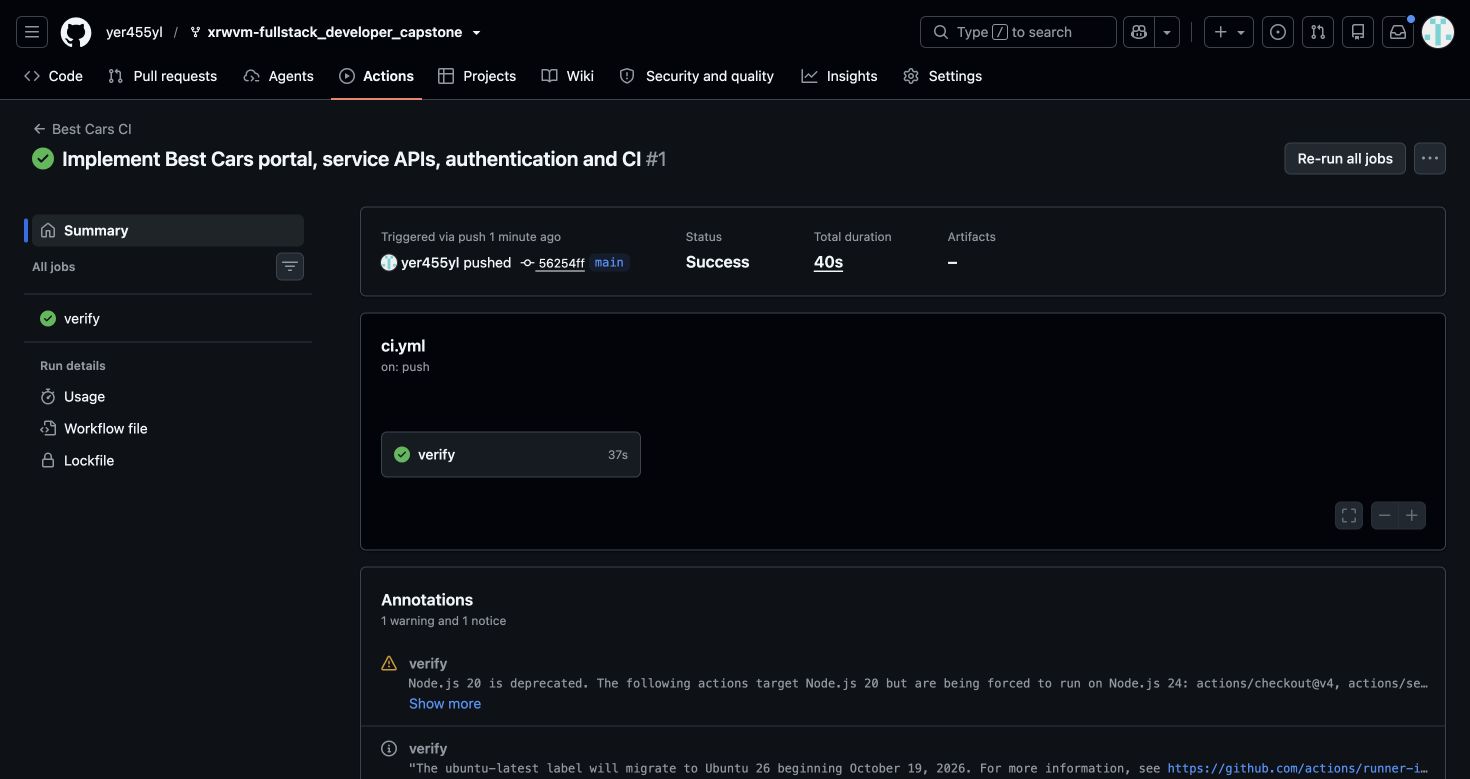 yer455yl / xrwvm-fullstack_developer_capstone
Type / to search
Code Pull requests Agents Actions Projects Wiki Security and quality Insights Settings
Best Cars CI
Implement Best Cars portal, service APIs, authentication and CI #1
Re-run all jobs
Summary
All jobs
verify
Run details
Usage
Workflow file
Lockfile
Triggered via push 1 minute ago
yer455yl pushed 56254ff main
Status
Success
Total duration
40s
Artifacts
–
ci.yml
on: push
verify 37s
Annotations
1 warning and 1 notice
verify
Node.js 20 is deprecated. The following actions target Node.js 20 but are being forced to run on Node.js 24: actions/checkout@v4, actions/se…
Show more
verify
"The ubuntu-latest label will migrate to Ubuntu 26 beginning October 19, 2026. For more information, see https://github.com/actions/runner-i…